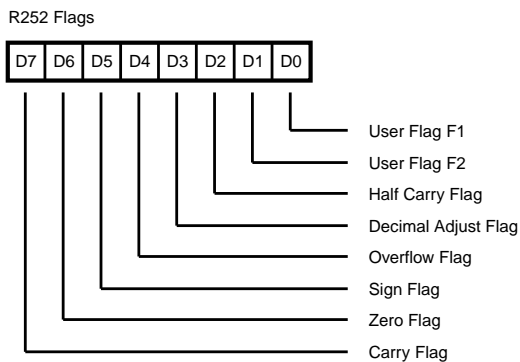 R252 Flags
D7 D6 D5 D4 D3 D2 D1 D0
User Flag F1
User Flag F2
Half Carry Flag
Decimal Adjust Flag
Overflow Flag
Sign Flag
Zero Flag
Carry Flag